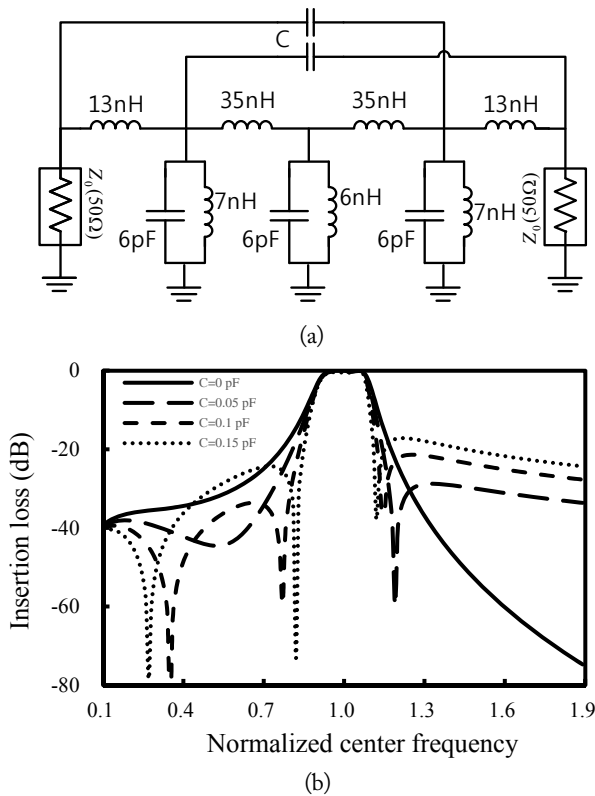 C
13nH
35nH
35nH
13nH
Z0(50Ω)
6pF
7nH
6pF
6nH
6pF
7nH
Z0(50Ω)
(a)
Insertion loss (dB)
0
-20
-40
-60
-80
C=0 pF
C=0.05 pF
C=0.1 pF
C=0.15 pF
0.1 0.4 0.7 1.0 1.3 1.6 1.9
Normalized center frequency
(b)